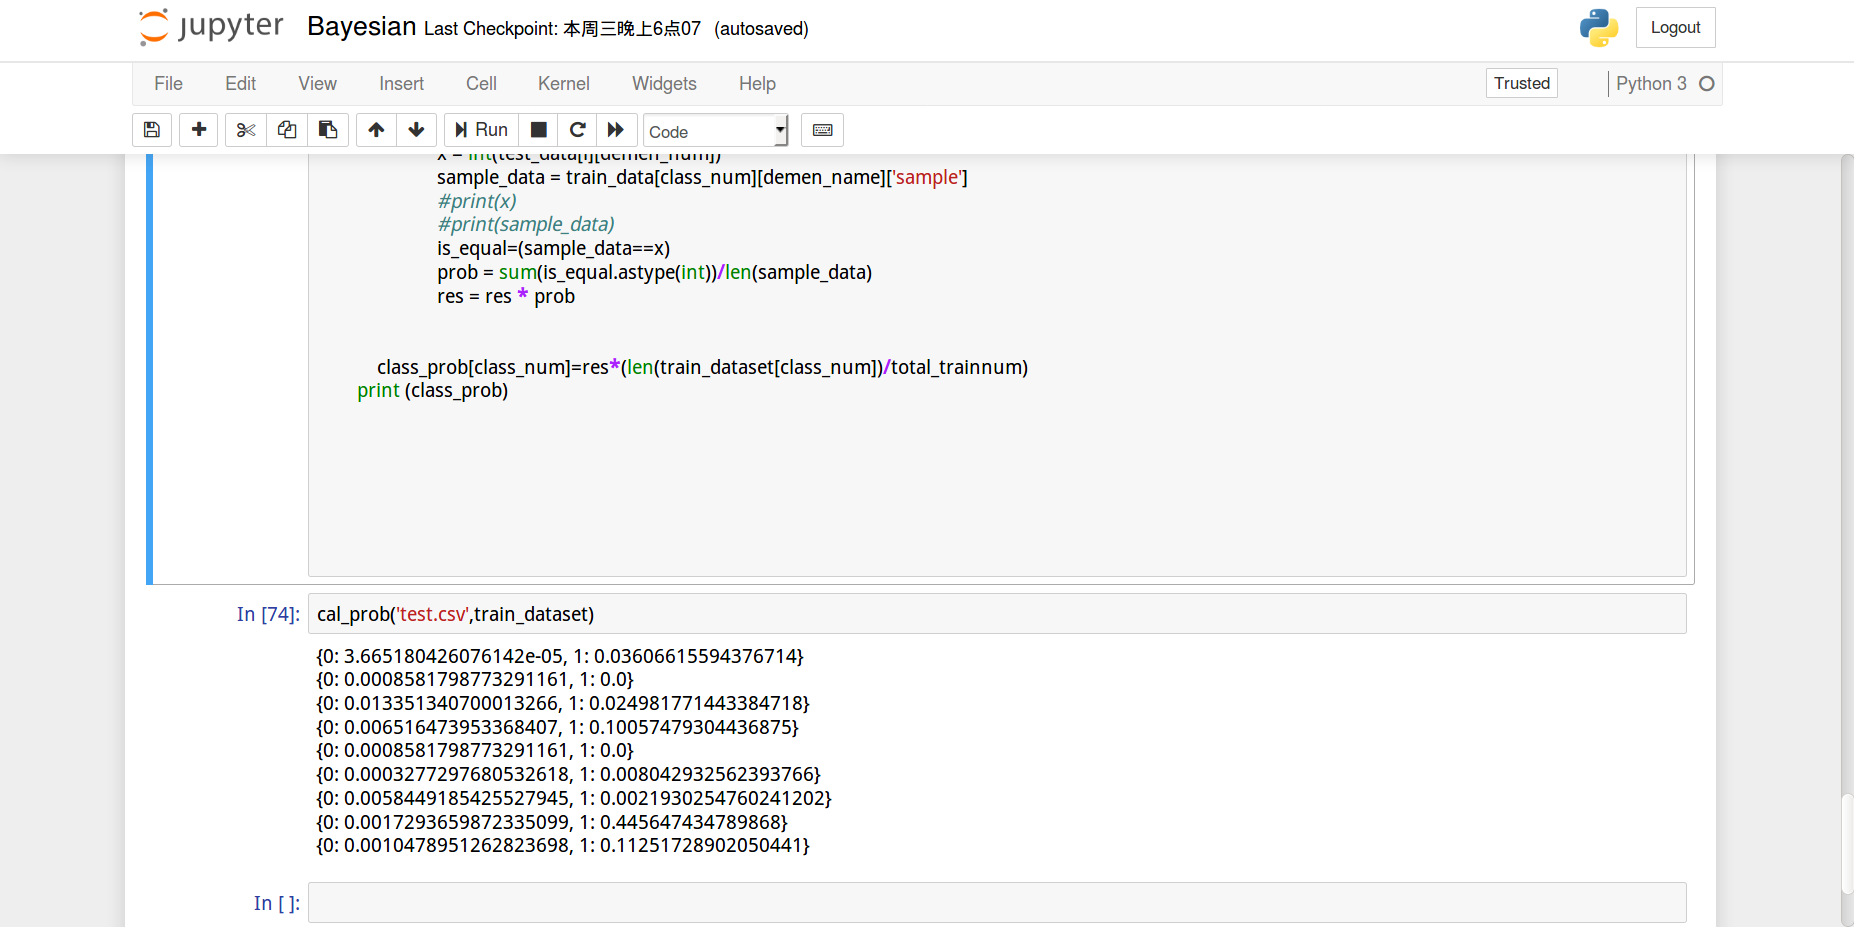 jupyter Bayesian Last Checkpoint: 本周三晚上6点07 (autosaved) Logout
File Edit View Insert Cell Kernel Widgets Help Trusted Python 3
Run Code
x = int(test_data[i][demen_num])
sample_data = train_data[class_num][demen_name]['sample']
#print(x)
#print(sample_data)
is_equal=(sample_data==x)
prob = sum(is_equal.astype(int))/len(sample_data)
res = res * prob
class_prob[class_num]=res*(len(train_dataset[class_num])/total_trainnum)
print (class_prob)
In [74]: cal_prob('test.csv',train_dataset)
{0: 3.665180426076142e-05, 1: 0.03606615594376714}
{0: 0.0008581798773291161, 1: 0.0}
{0: 0.013351340700013266, 1: 0.024981771443384718}
{0: 0.006516473953368407, 1: 0.10057479304436875}
{0: 0.0008581798773291161, 1: 0.0}
{0: 0.0003277297680532618, 1: 0.008042932562393766}
{0: 0.0058449185425527945, 1: 0.0021930254760241202}
{0: 0.0017293659872335099, 1: 0.445647434789868}
{0: 0.0010478951262823698, 1: 0.11251728902050441}
In [ ]: